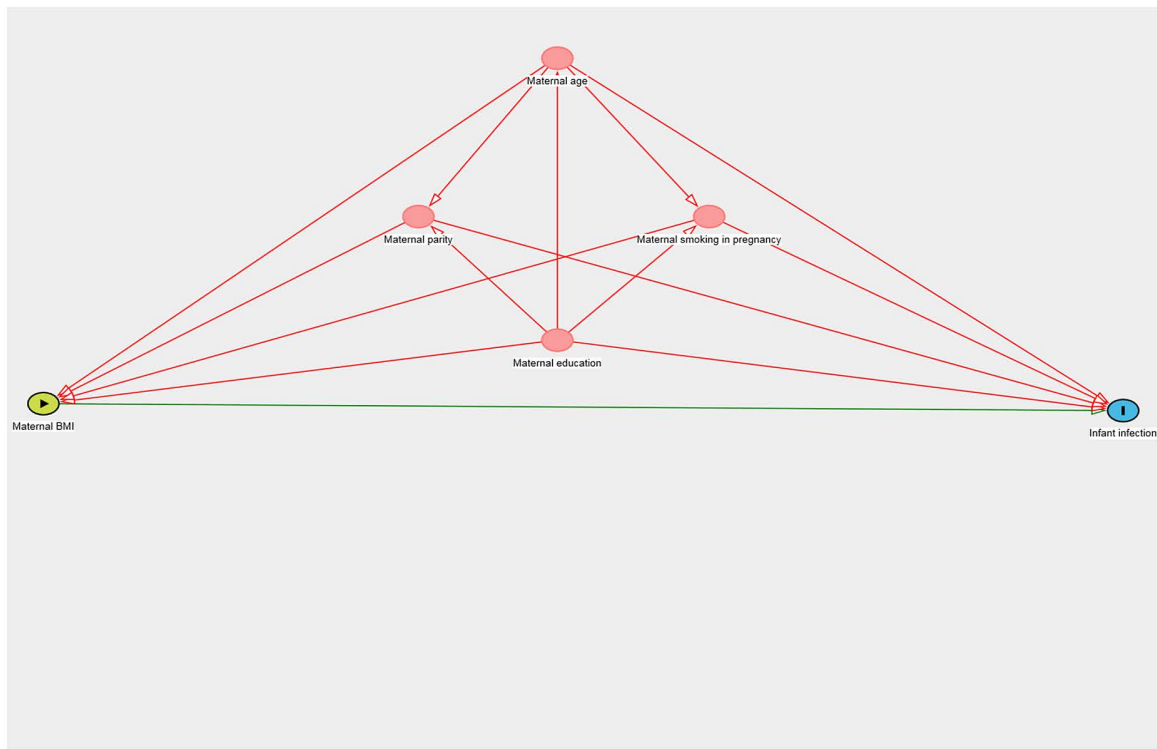 Maternal age
Maternal parity
Maternal smoking in pregnancy
Maternal education
Maternal BMI
Infant infection